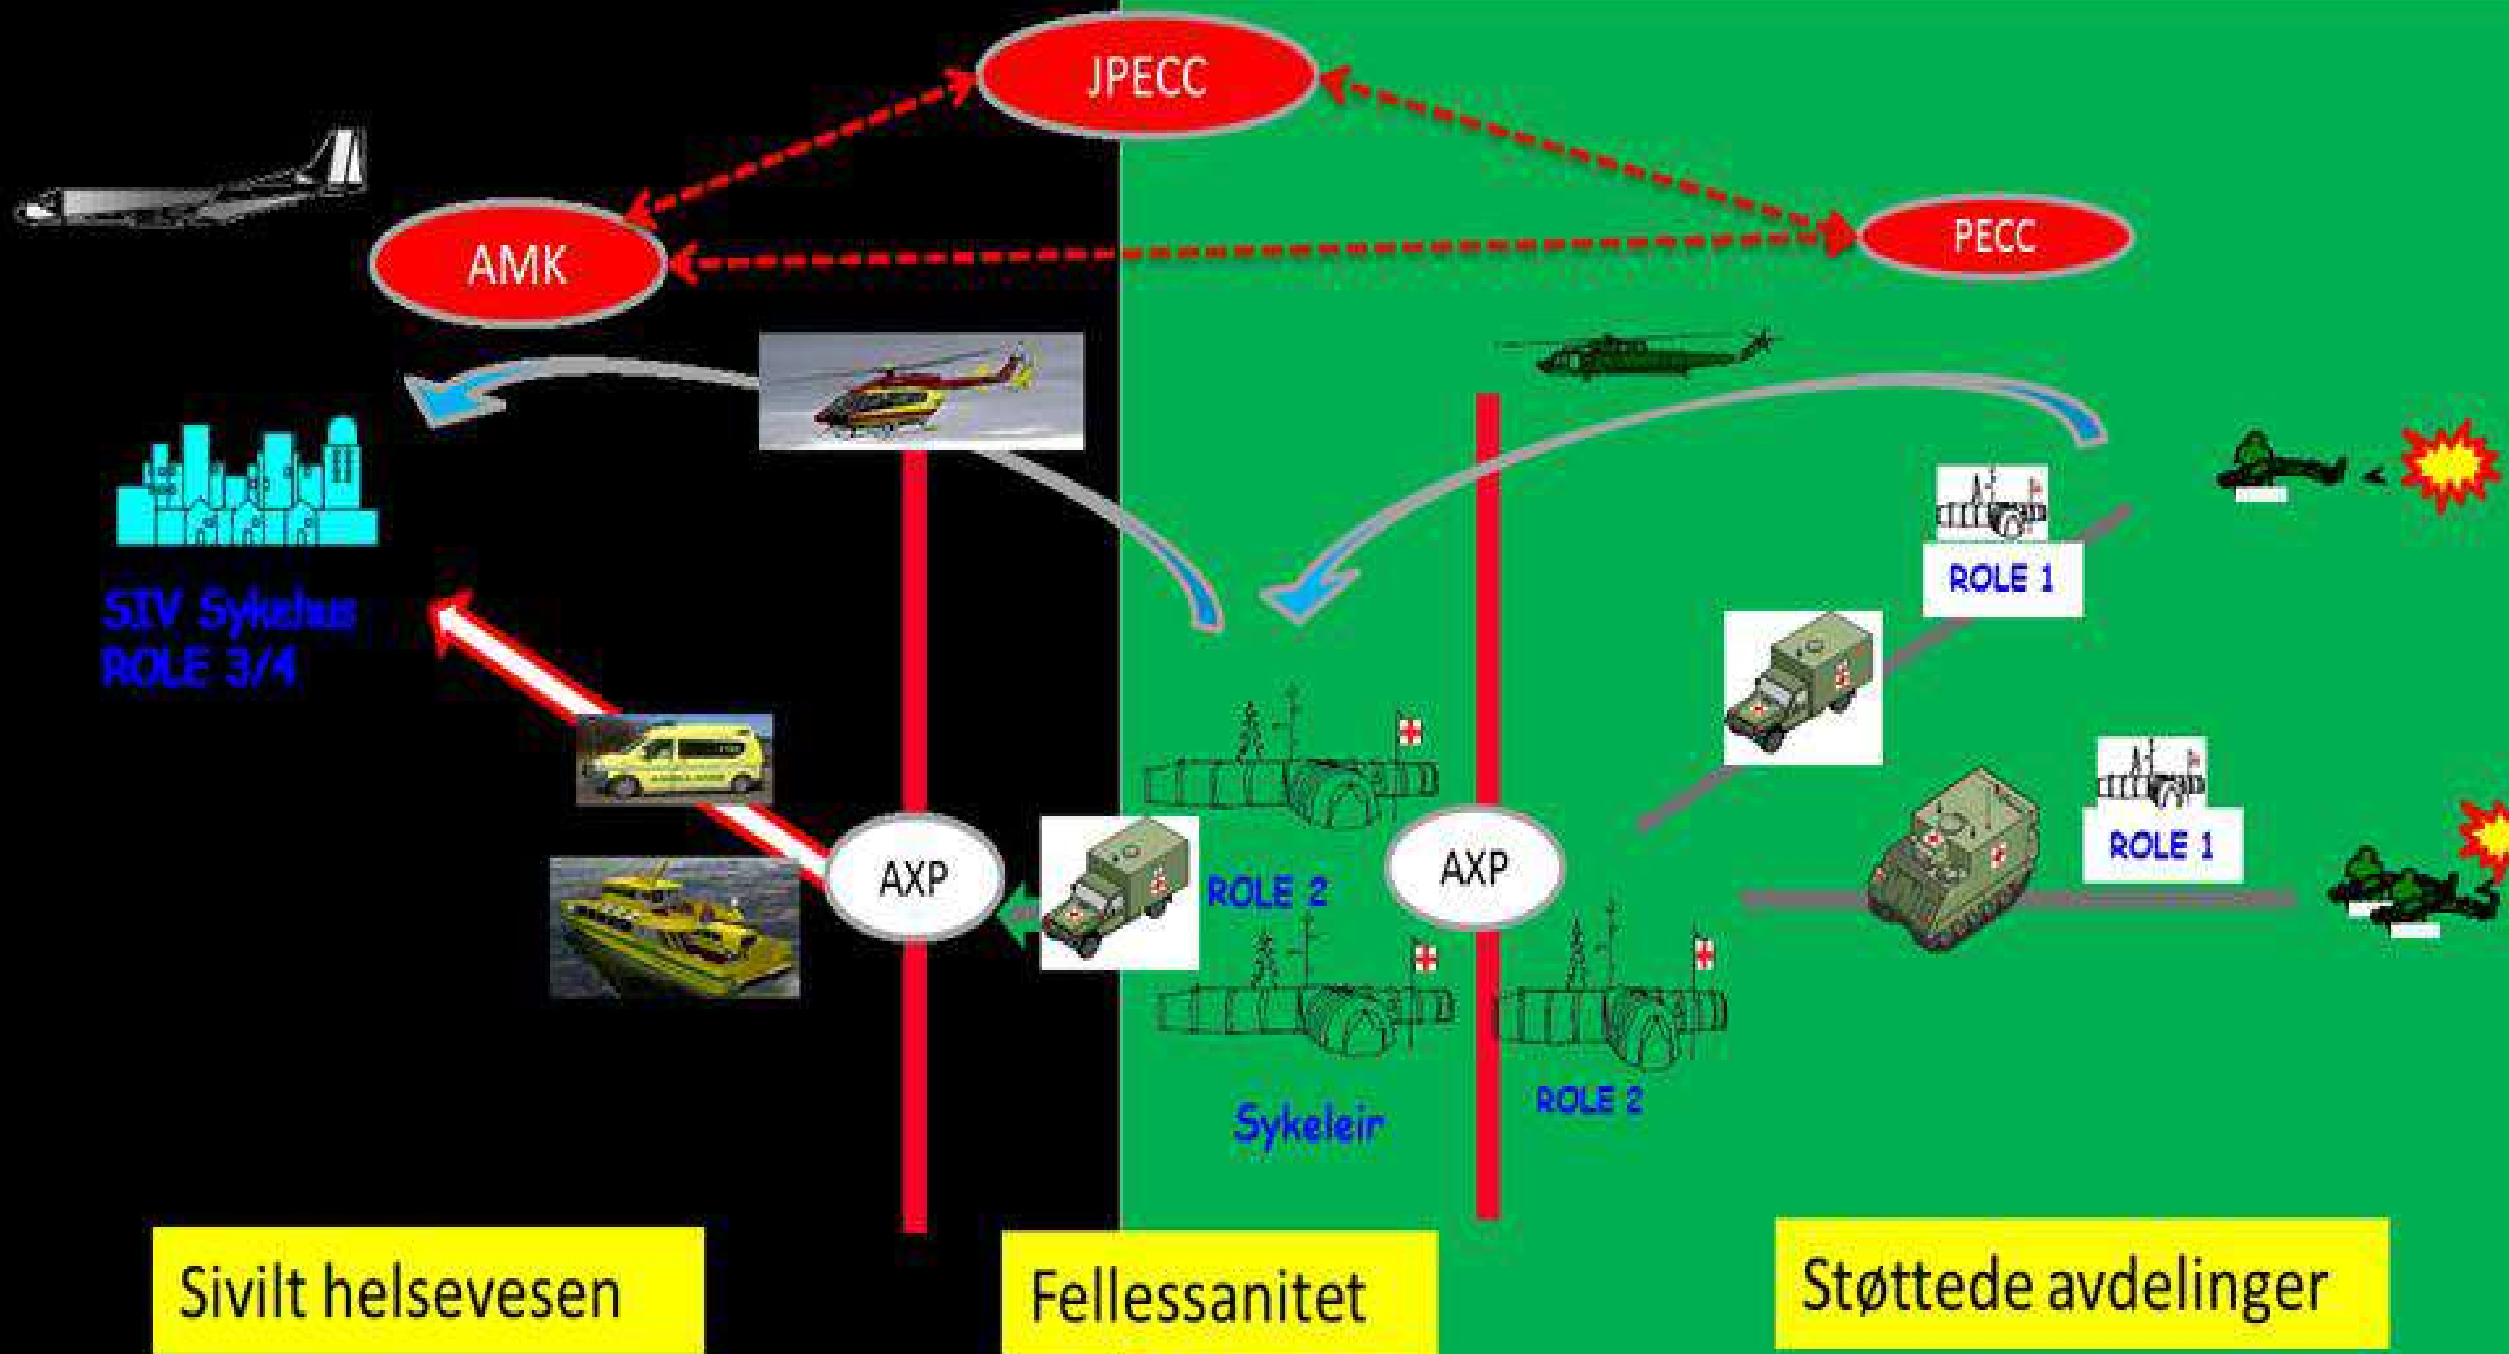 JPECC
AMK
PECC
ROLE 1
SIV Sykehus
ROLE 3/4
ROLE 1
AXP
ROLE 2
AXP
ROLE 2
Sykeleir
Sivilt helsevesen
Fellessanitet
Støttede avdelinger